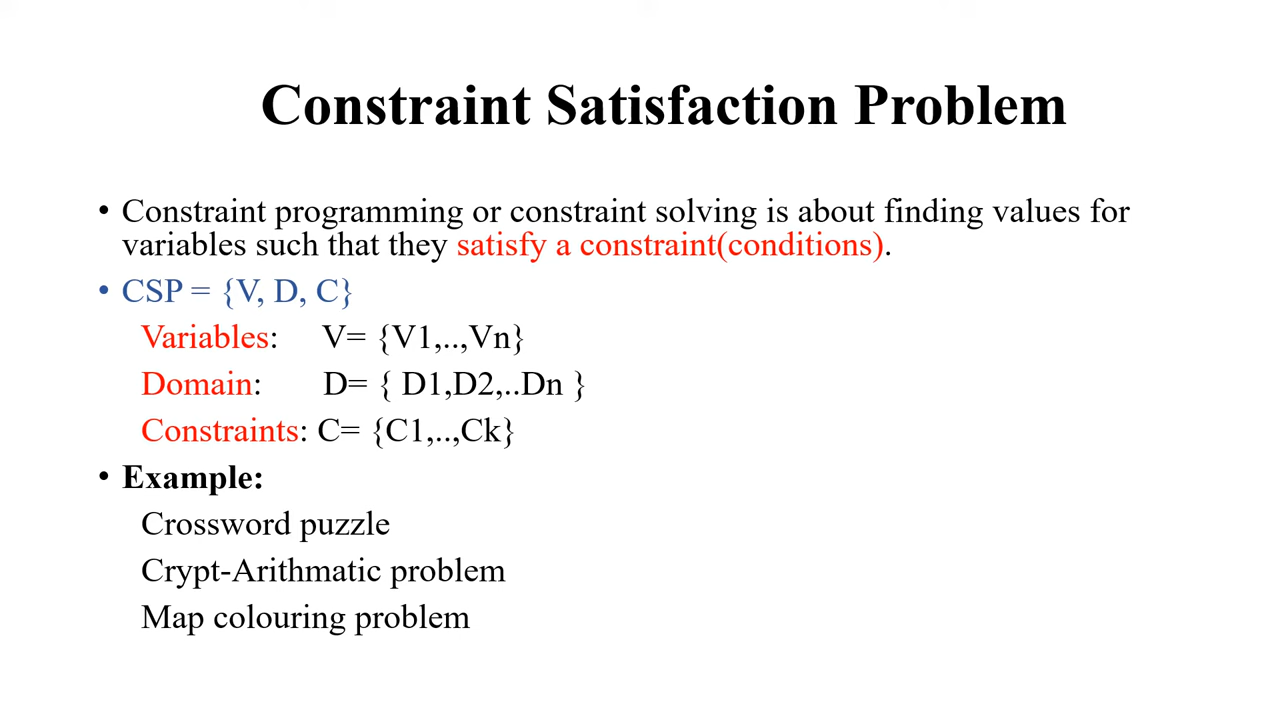 Constraint Satisfaction Problem
• Constraint programming or constraint solving is about finding values for
variables such that they satisfy a constraint(conditions).
• CSP = {V, D, C}
Variables: V= {V1,..,Vn}
Domain: D= { D1,D2,..Dn }
Constraints: C= {C1,..,Ck}
• Example:
Crossword puzzle
Crypt-Arithmatic problem
Map colouring problem